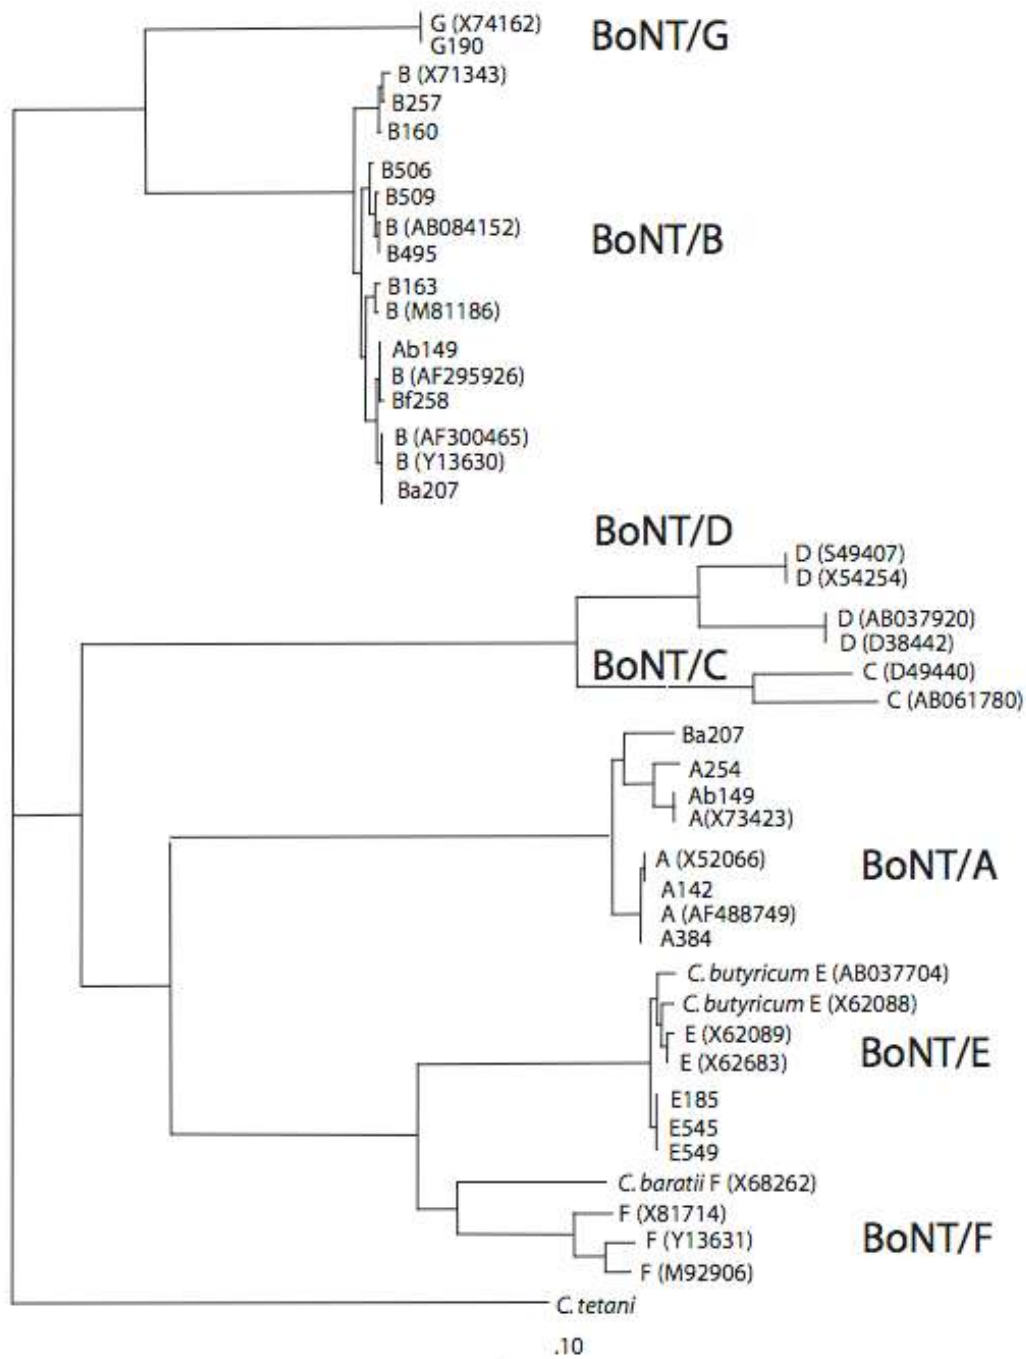 G (X74162)
BoNT/G
G190
B (X71343)
B257
B160
B506
B509
B (AB084152)
BoNT/B
B495
B163
B (M81186)
Ab149
B (AF295926)
Bf258
B (AF300465)
B (Y13630)
Ba207
BoNT/D
D (S49407)
D (X54254)
D (AB037920)
D (D38442)
BoNT/C
C (D49440)
C (AB061780)
Ba207
A254
Ab149
A(X73423)
A (X52066)
BoNT/A
A142
A (AF488749)
A384
C. butyricum E (AB037704)
C. butyricum E (X62088)
E (X62089)
BoNT/E
E (X62683)
E185
E545
E549
C. baratii F (X68262)
F (X81714)
BoNT/F
F (Y13631)
F (M92906)
C. tetani
.10